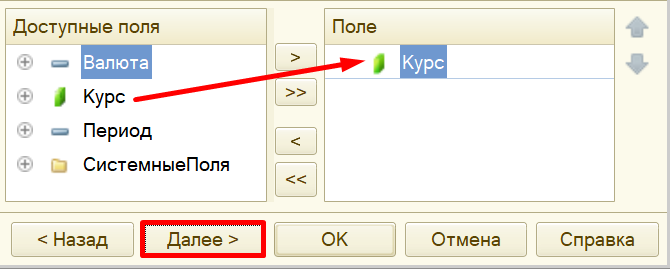 Доступные поля
Поле
Валюта
Курс
Период
СистемныеПоля
>
>>
<
<<
Курс
< Назад
Далее >
OK
Отмена
Справка